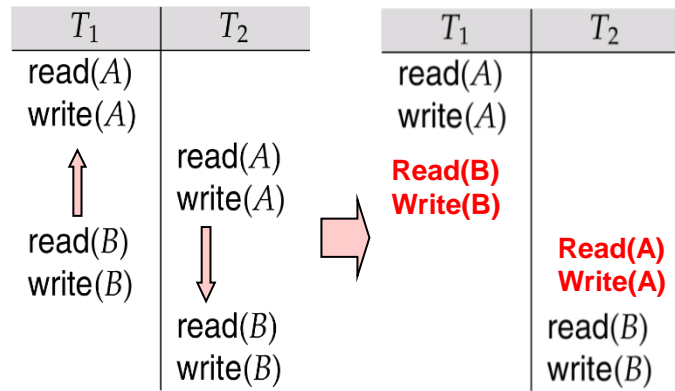 T₁ T₂
read(A)
write(A)
read(A)
write(A)
read(B)
write(B)
read(B)
write(B)
T₁ T₂
read(A)
write(A)
Read(B)
Write(B)
Read(A)
Write(A)
read(B)
write(B)